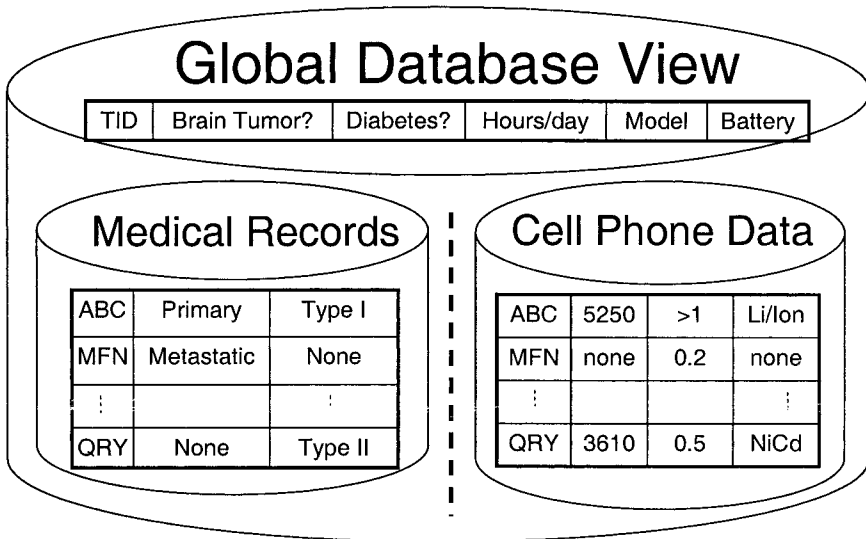 Global Database View
TID Brain Tumor? Diabetes? Hours/day Model Battery
Medical Records
ABC Primary Type I
MFN Metastatic None
QRY None Type II
Cell Phone Data
ABC 5250 >1 Li/Ion
MFN none 0.2 none
QRY 3610 0.5 NiCd